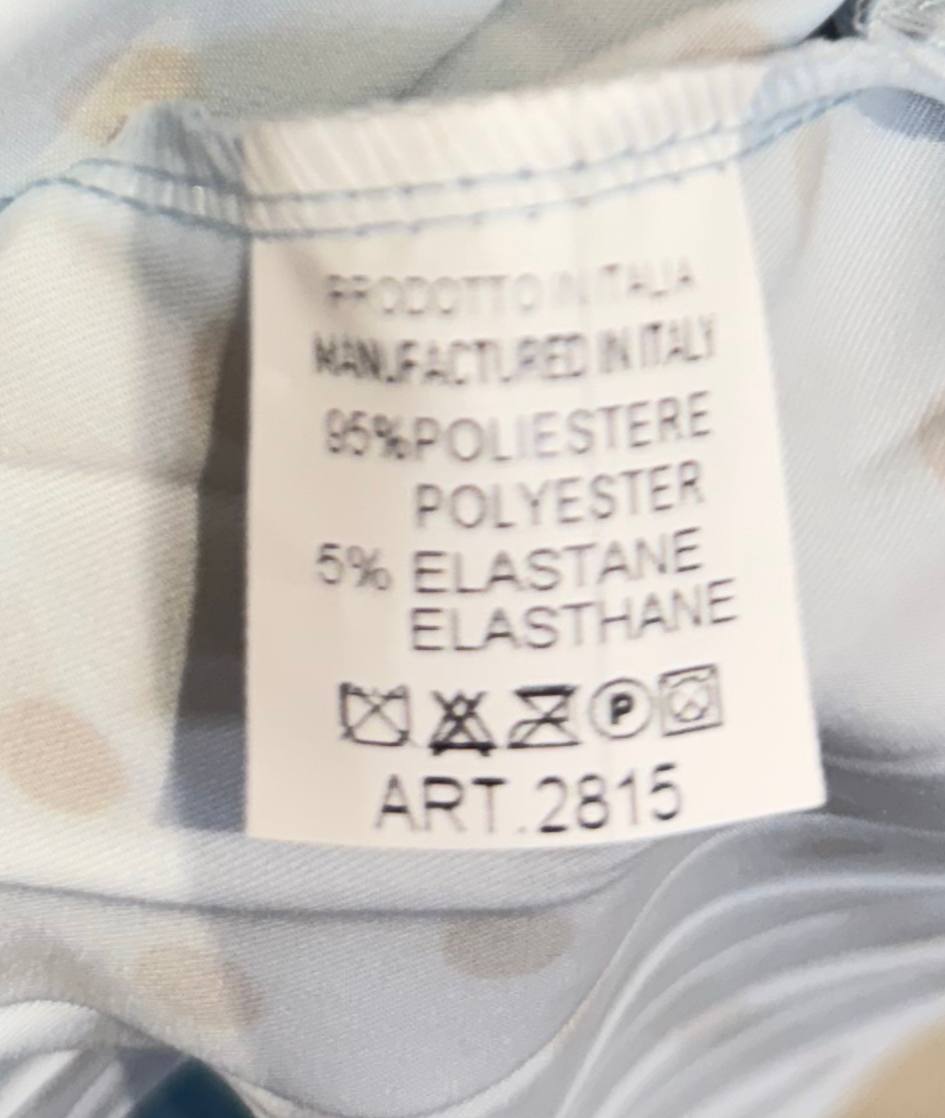 PRODOTTO IN ITALIA
MANUFACTURED IN ITALY
95%POLIESTERE
POLYESTER
5% ELASTANE
ELASTHANE
P
ART.2815